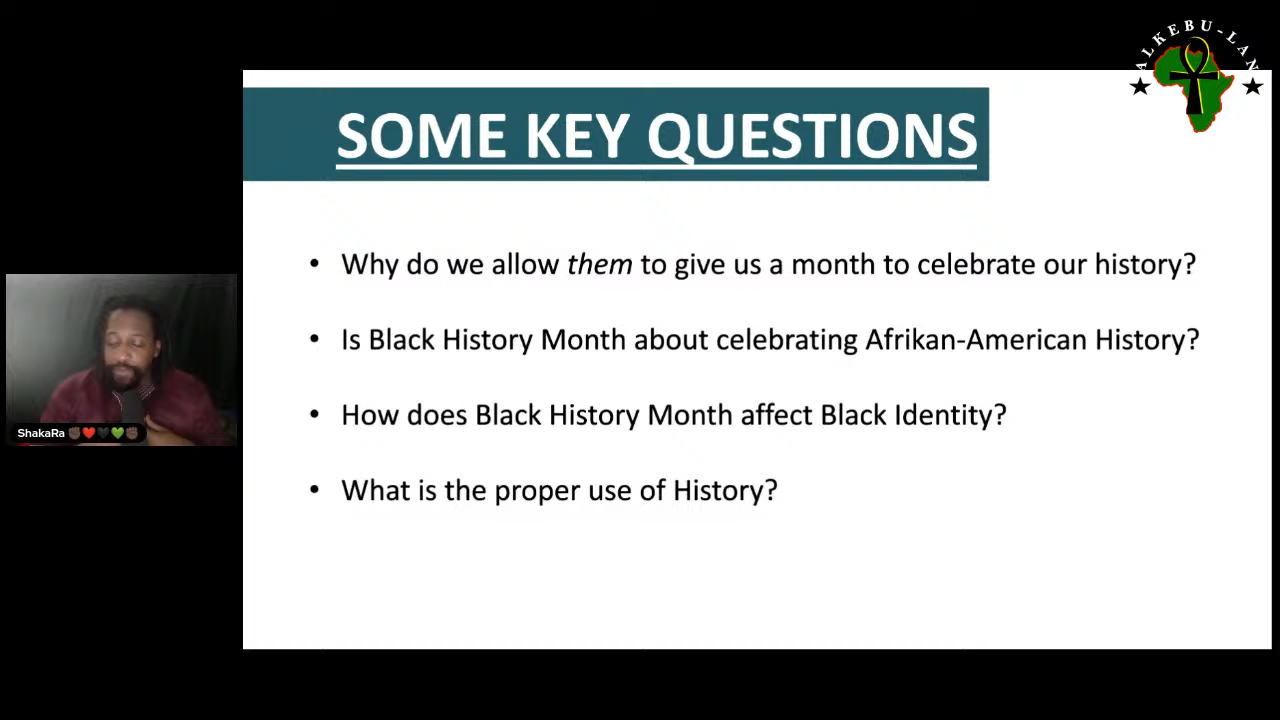 ALKEBU-LAN
SOME KEY QUESTIONS
• Why do we allow them to give us a month to celebrate our history?
• Is Black History Month about celebrating Afrikan-American History?
• How does Black History Month affect Black Identity?
• What is the proper use of History?
ShakaRa ✊🏿❤️🖤💚✊🏿